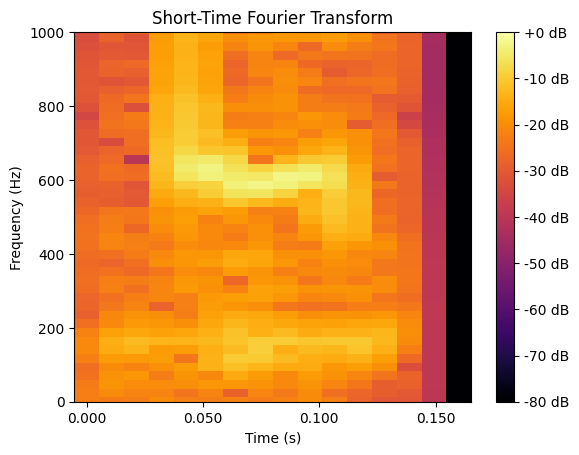 Short-Time Fourier Transform
1000
800
600
400
200
0
Frequency (Hz)
0.000
0.050
0.100
0.150
Time (s)
+0 dB
-10 dB
-20 dB
-30 dB
-40 dB
-50 dB
-60 dB
-70 dB
-80 dB